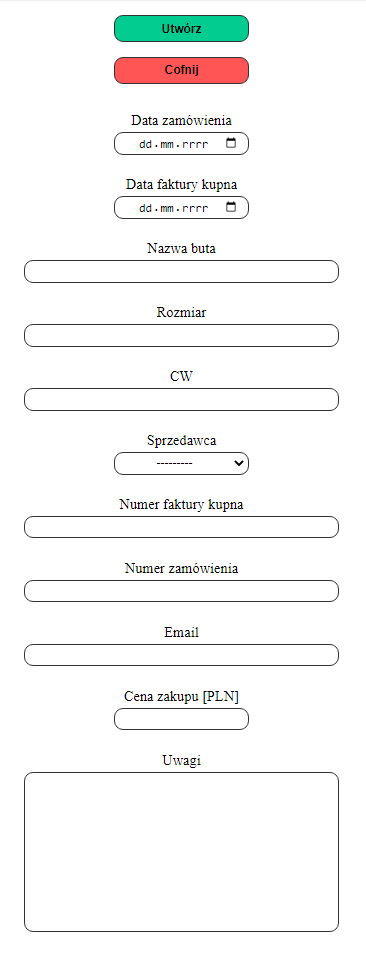 Utwórz
Cofnij
Data zamówienia
dd.mm.rrrr
Data faktury kupna
dd.mm.rrrr
Nazwa buta
Rozmiar
CW
Sprzedawca
---------
Numer faktury kupna
Numer zamówienia
Email
Cena zakupu [PLN]
Uwagi